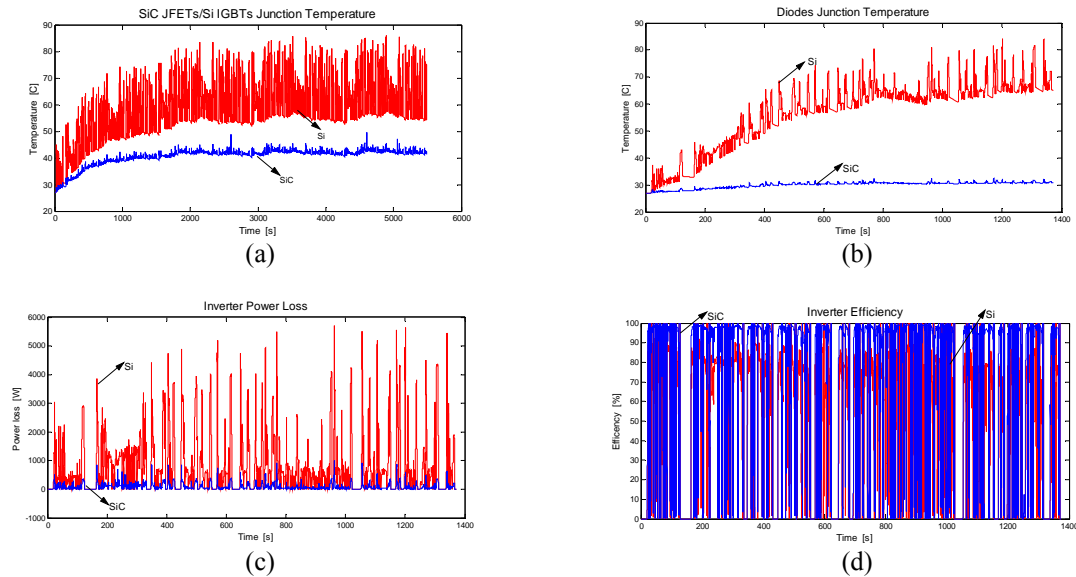 SiC JFETs/Si IGBTs Junction Temperature
90
80
70
60
50
40
30
20
Temperature [C]
Si
SiC
0
1000
2000
3000
4000
5000
6000
Time [s]
(a)
Diodes Junction Temperature
90
80
70
60
50
40
30
20
Temperature [C]
Si
SiC
0
200
400
600
800
1000
1200
1400
Time [s]
(b)
Inverter Power Loss
6000
5000
4000
3000
2000
1000
0
-1000
Power loss [W]
Si
SiC
0
200
400
600
800
1000
1200
1400
Time [s]
(c)
Inverter Efficiency
100
90
80
70
60
50
40
30
20
10
0
Efficency [%]
SiC
Si
0
200
400
600
800
1000
1200
1400
Time [s]
(d)